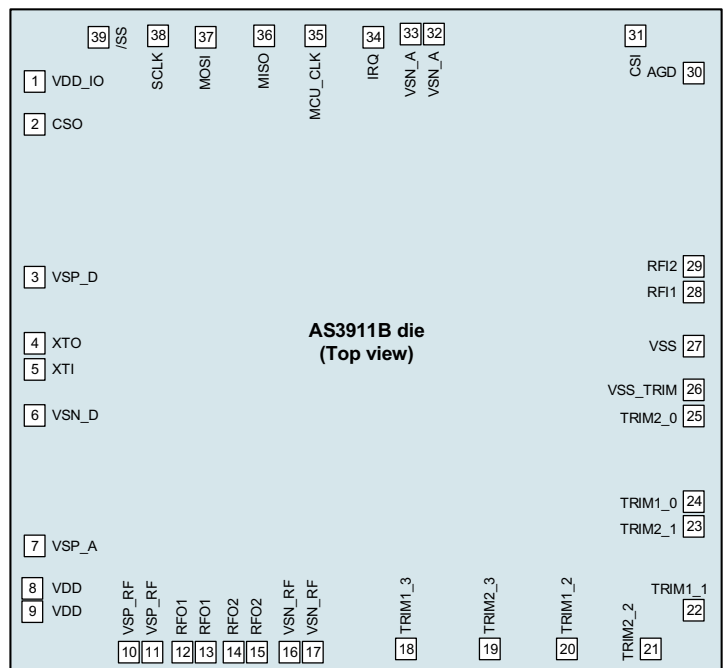 39 /SS 38 SCLK 37 MOSI 36 MISO 35 MCU_CLK 34 IRQ 33 VSN_A 32 VSN_A 31 CSI
1 VDD_IO
AGD 30
2 CSO
3 VSP_D
RFI2 29
RFI1 28
AS3911B die
(Top view)
4 XTO
VSS 27
5 XTI
VSS_TRIM 26
6 VSN_D
TRIM2_0 25
TRIM1_0 24
TRIM2_1 23
7 VSP_A
8 VDD
TRIM1_1
22
9 VDD
VSP_RF 10
VSP_RF 11
RFO1 12
RFO1 13
RFO2 14
RFO2 15
VSN_RF 16
VSN_RF 17
TRIM1_3 18
TRIM2_3 19
TRIM1_2 20
TRIM2_2 21